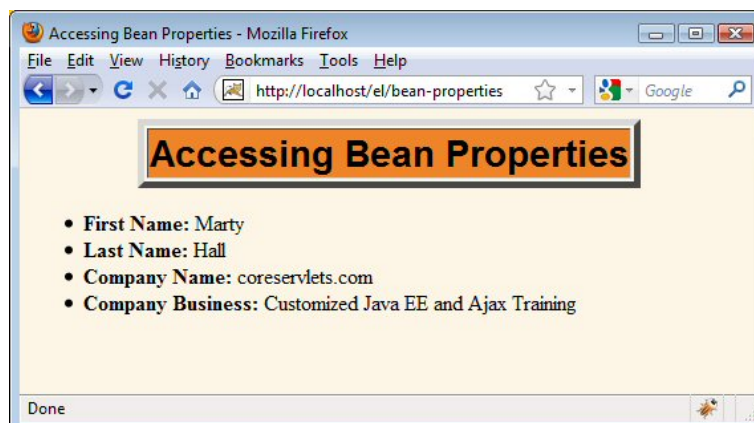 Accessing Bean Properties - Mozilla Firefox
File Edit View History Bookmarks Tools Help
http://localhost/el/bean-properties Google
Accessing Bean Properties
• First Name: Marty
• Last Name: Hall
• Company Name: coreservlets.com
• Company Business: Customized Java EE and Ajax Training
Done